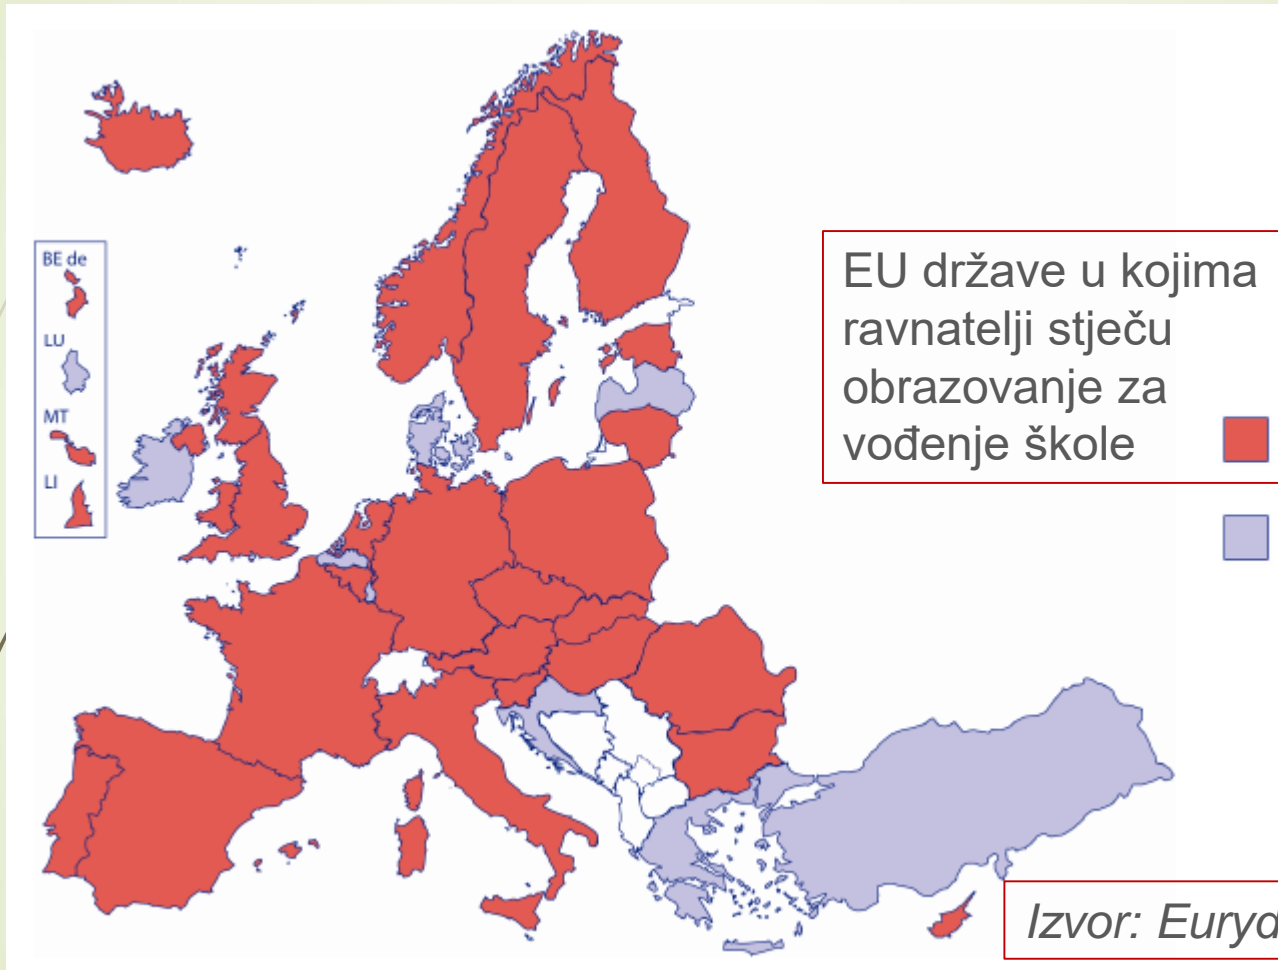 BE de
LU
MT
LI
EU države u kojima
ravnatelji stječu
obrazovanje za
vođenje škole
Izvor: Euryd